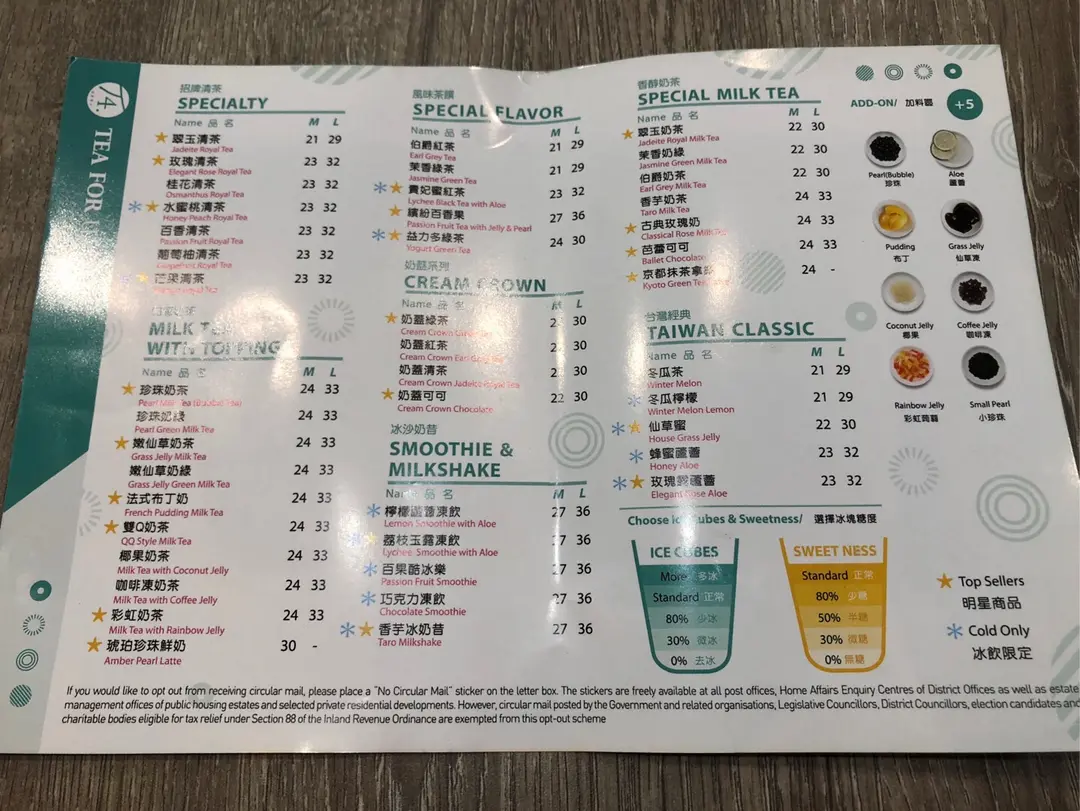 74
TEA FOR
招牌清茶
SPECIALTY
Name 品名 M L
翠玉清茶 21 29
Jadeite Royal Tea
玫瑰清茶 23 32
Elegant Rose Royal Tea
桂花清茶 23 32
Osmanthus Royal Tea
水蜜桃清茶 23 32
Honey Peach Royal Tea
百香清茶 23 32
Passion Fruit Royal Tea
葡萄柚清茶 23 32
Grapefruit Royal Tea
芒果清茶 23 32
Royal Tea
MILK TEA
WITH TOPPING
Name 品名 M L
珍珠奶茶 24 33
Pearl Milk Tea (Bubble Tea)
珍珠奶綠 24 33
Pearl Green Milk Tea
嫩仙草奶茶 24 33
Grass Jelly Milk Tea
嫩仙草奶綠 24 33
Grass Jelly Green Milk Tea
法式布丁奶 24 33
French Pudding Milk Tea
雙Q奶茶 24 33
QQ Style Milk Tea
椰果奶茶 24 33
Milk Tea with Coconut Jelly
咖啡凍奶茶 24 33
Milk Tea with Coffee Jelly
彩虹奶茶 24 33
Milk Tea with Rainbow Jelly
琥珀珍珠鮮奶 30 -
Amber Pearl Latte
風味茶類
SPECIAL FLAVOR
Name 品名 M L
伯爵紅茶 21 29
Earl Grey Tea
茉香綠茶 21 29
Jasmine Green Tea
貴妃蜜紅茶 23 32
Lychee Black Tea with Aloe
繽紛百香果 27 36
Passion Fruit Tea with Jelly & Pearl
益力多綠茶 24 30
Yogurt Green Tea
奶蓋系列
CREAM CROWN
Name 品名 M L
奶蓋綠茶 30
Cream Crown Green Tea
奶蓋紅茶 30
Cream Crown Earl Grey Tea
奶蓋清茶 30
Cream Crown Jadeite Royal Tea
奶蓋可可 22 30
Cream Crown Chocolate
冰沙奶昔
SMOOTHIE &
MILKSHAKE
Name 品名 M L
檸檬蘆薈凍飲 27 36
Lemon Smoothie with Aloe
荔枝玉露凍飲 27 36
Lychee Smoothie with Aloe
百果酷冰樂 27 36
Passion Fruit Smoothie
巧克力凍飲 27 36
Chocolate Smoothie
香芋冰奶昔 27 36
Taro Milkshake
香醇奶茶
SPECIAL MILK TEA
Name 品名 M L
翠玉奶茶 22 30
Jadeite Royal Milk Tea
茉香奶綠 22 30
Jasmine Green Milk Tea
伯爵奶茶 22 30
Earl Grey Milk Tea
香芋奶茶 24 33
Taro Milk Tea
古典玫瑰奶 24 33
Classical Rose Milk Tea
芭蕾可可 24 33
Ballet Chocolate
京都抹茶拿鐵 24 -
Kyoto Green Tea Latte
台灣經典
TAIWAN CLASSIC
Name 品名 M L
冬瓜茶 21 29
Winter Melon
冬瓜檸檬 21 29
Winter Melon Lemon
仙草蜜 22 30
House Grass Jelly
蜂蜜蘆薈 23 32
Honey Aloe
玫瑰戀蘆薈 23 32
Elegant Rose Aloe
Choose Ice Cubes & Sweetness/ 選擇冰塊糖度
ICE CUBES
More 多冰
Standard 正常
80% 少冰
30% 微冰
0% 去冰
SWEET NESS
Standard 正常
80% 少糖
50% 半糖
30% 微糖
0% 無糖
ADD-ON/ 加料區 +5
Pearl(Bubble)
珍珠
Aloe
蘆薈
Pudding
布丁
Grass Jelly
仙草凍
Coconut Jelly
椰果
Coffee Jelly
咖啡凍
Rainbow Jelly
彩虹蒟蒻
Small Pearl
小珍珠
Top Sellers
明星商品
Cold Only
冰飲限定
If you would like to opt out from receiving circular mail, please place a "No Circular Mail" sticker on the letter box. The stickers are freely available at all post offices, Home Affairs Enquiry Centres of District Offices as well as estate
management offices of public housing estates and selected private residential developments. However, circular mail posted by the Government and related organisations, Legislative Councillors, District Councillors, election candidates and
charitable bodies eligible for tax relief under Section 88 of the Inland Revenue Ordinance are exempted from this opt-out scheme